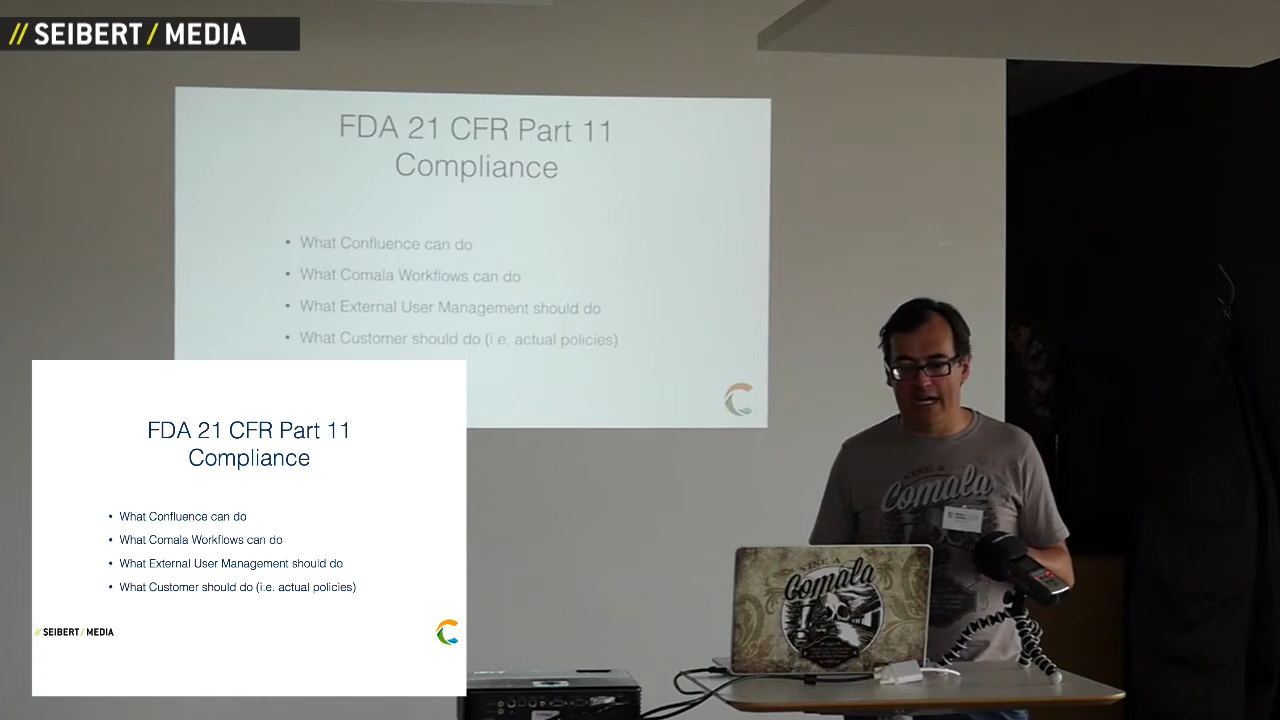 // SEIBERT / MEDIA
FDA 21 CFR Part 11
Compliance
• What Confluence can do
• What Comala Workflows can do
• What External User Management should do
• What Customer should do (i.e. actual policies)
FDA 21 CFR Part 11
Compliance
• What Confluence can do
• What Comala Workflows can do
• What External User Management should do
• What Customer should do (i.e. actual policies)
// SEIBERT / MEDIA
Comala
Comala